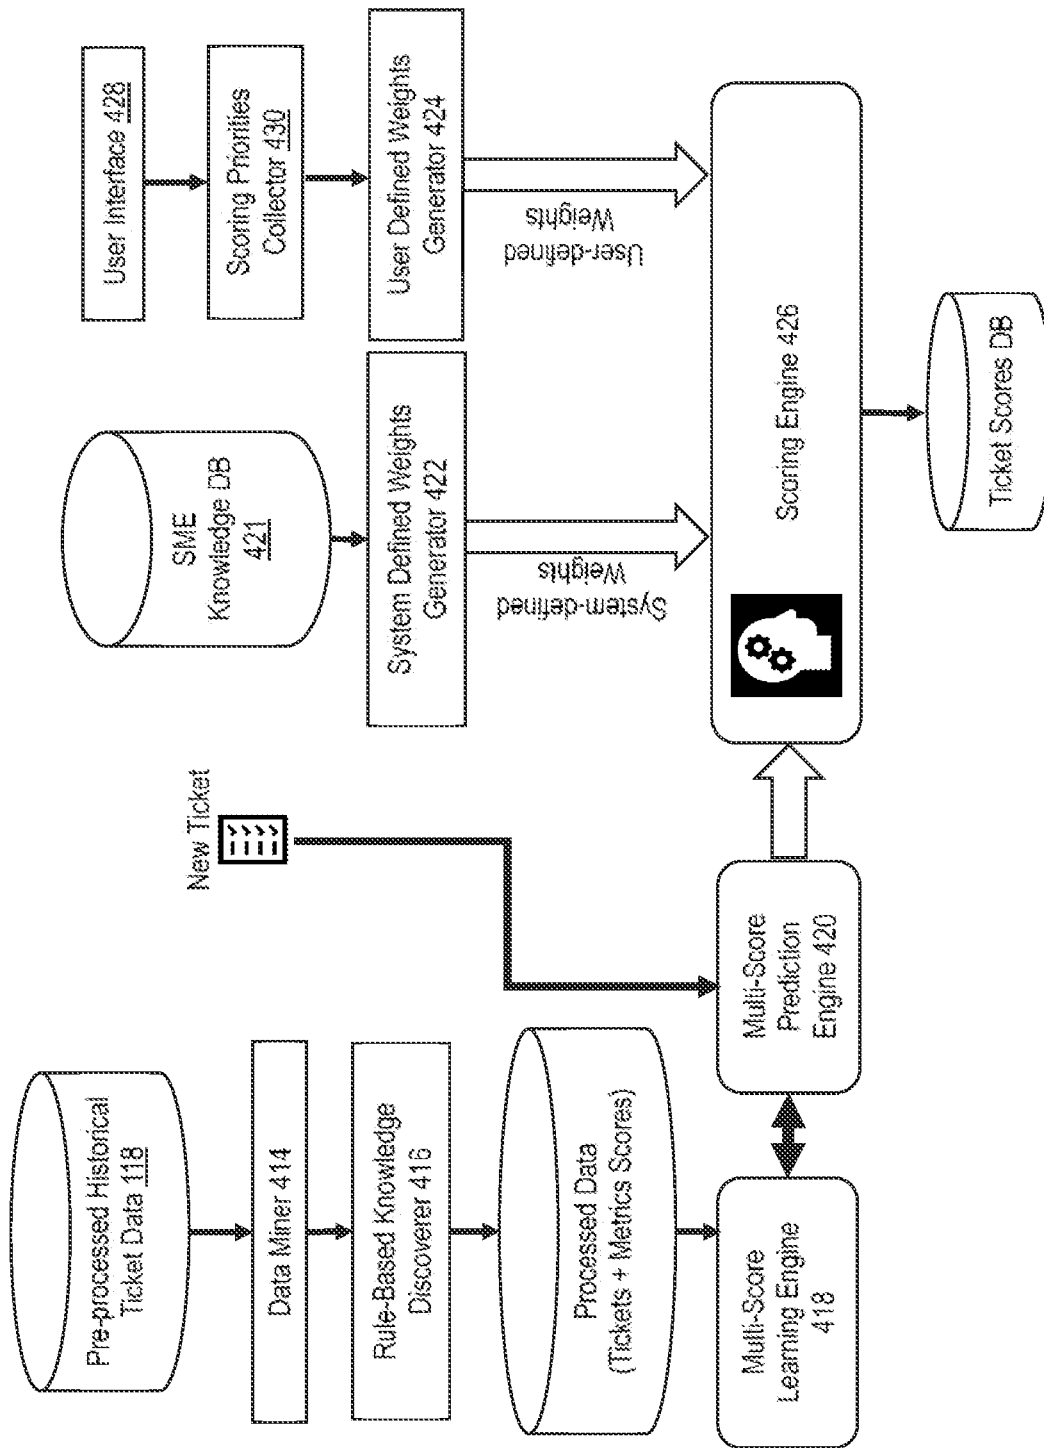 Pre-processed Historical
Ticket Data 118
Data Miner 414
Rule-Based Knowledge
Discoverer 416
Processed Data
(Tickets + Metrics Scores)
Multi-Score
Learning Engine
418
New Ticket
Multi-Score
Prediction
Engine 420
SME
Knowledge DB
421
System Defined Weights
Generator 422
System-defined
Weights
User Interface 428
Scoring Priorities
Collector 430
User Defined Weights
Generator 424
User-defined
Weights
Scoring Engine 426
Ticket Scores DB